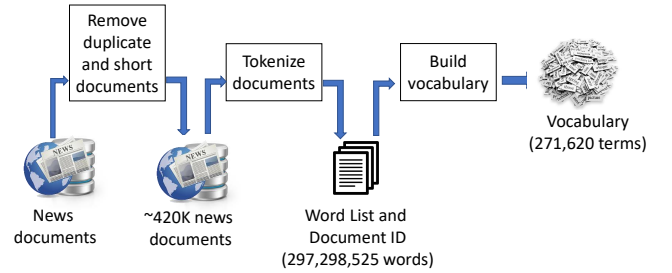 Remove
duplicate
and short
documents
Tokenize
documents
Build
vocabulary
NEWS
News
documents
NEWS
~420K news
documents
Word List and
Document ID
(297,298,525 words)
Vocabulary
(271,620 terms)